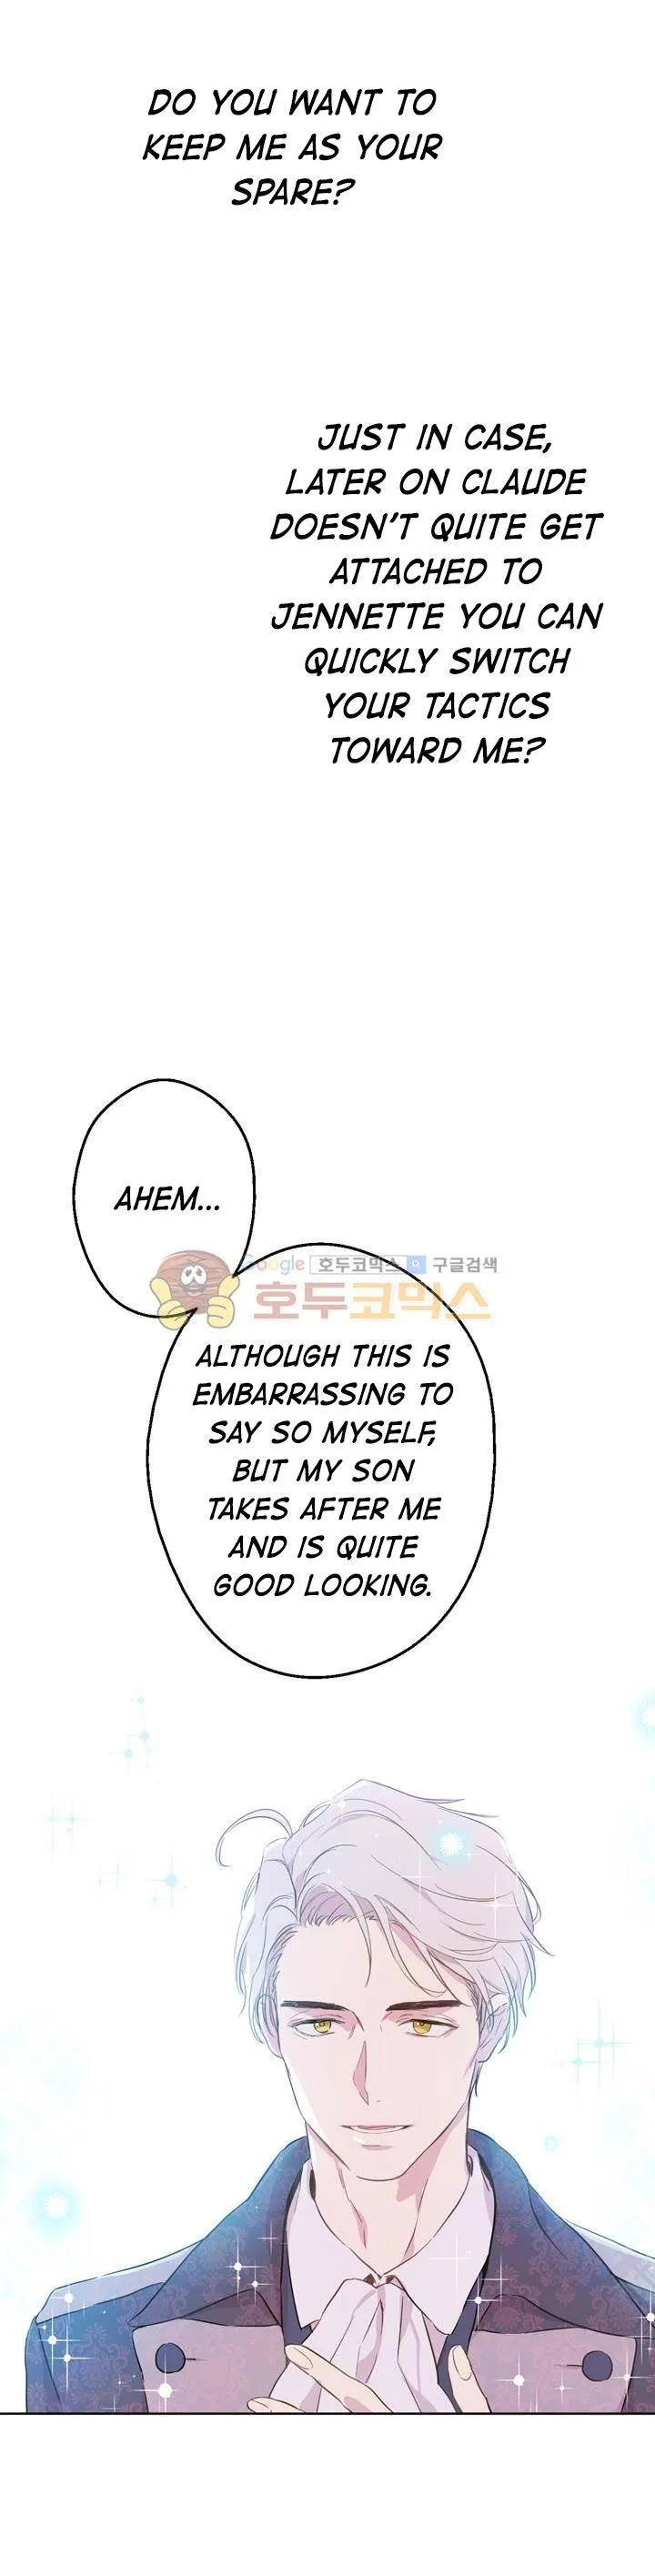 DO YOU WANT TO
KEEP ME AS YOUR
SPARE?
JUST IN CASE,
LATER ON CLAUDE
DOESN'T QUITE GET
ATTACHED TO
JENNETTE YOU CAN
QUICKLY SWITCH
YOUR TACTICS
TOWARD ME?
AHEM...
Google 호두코믹스 구글검색
호두코믹스
ALTHOUGH THIS IS
EMBARRASSING TO
SAY SO MYSELF,
BUT MY SON
TAKES AFTER ME
AND IS QUITE
GOOD LOOKING.